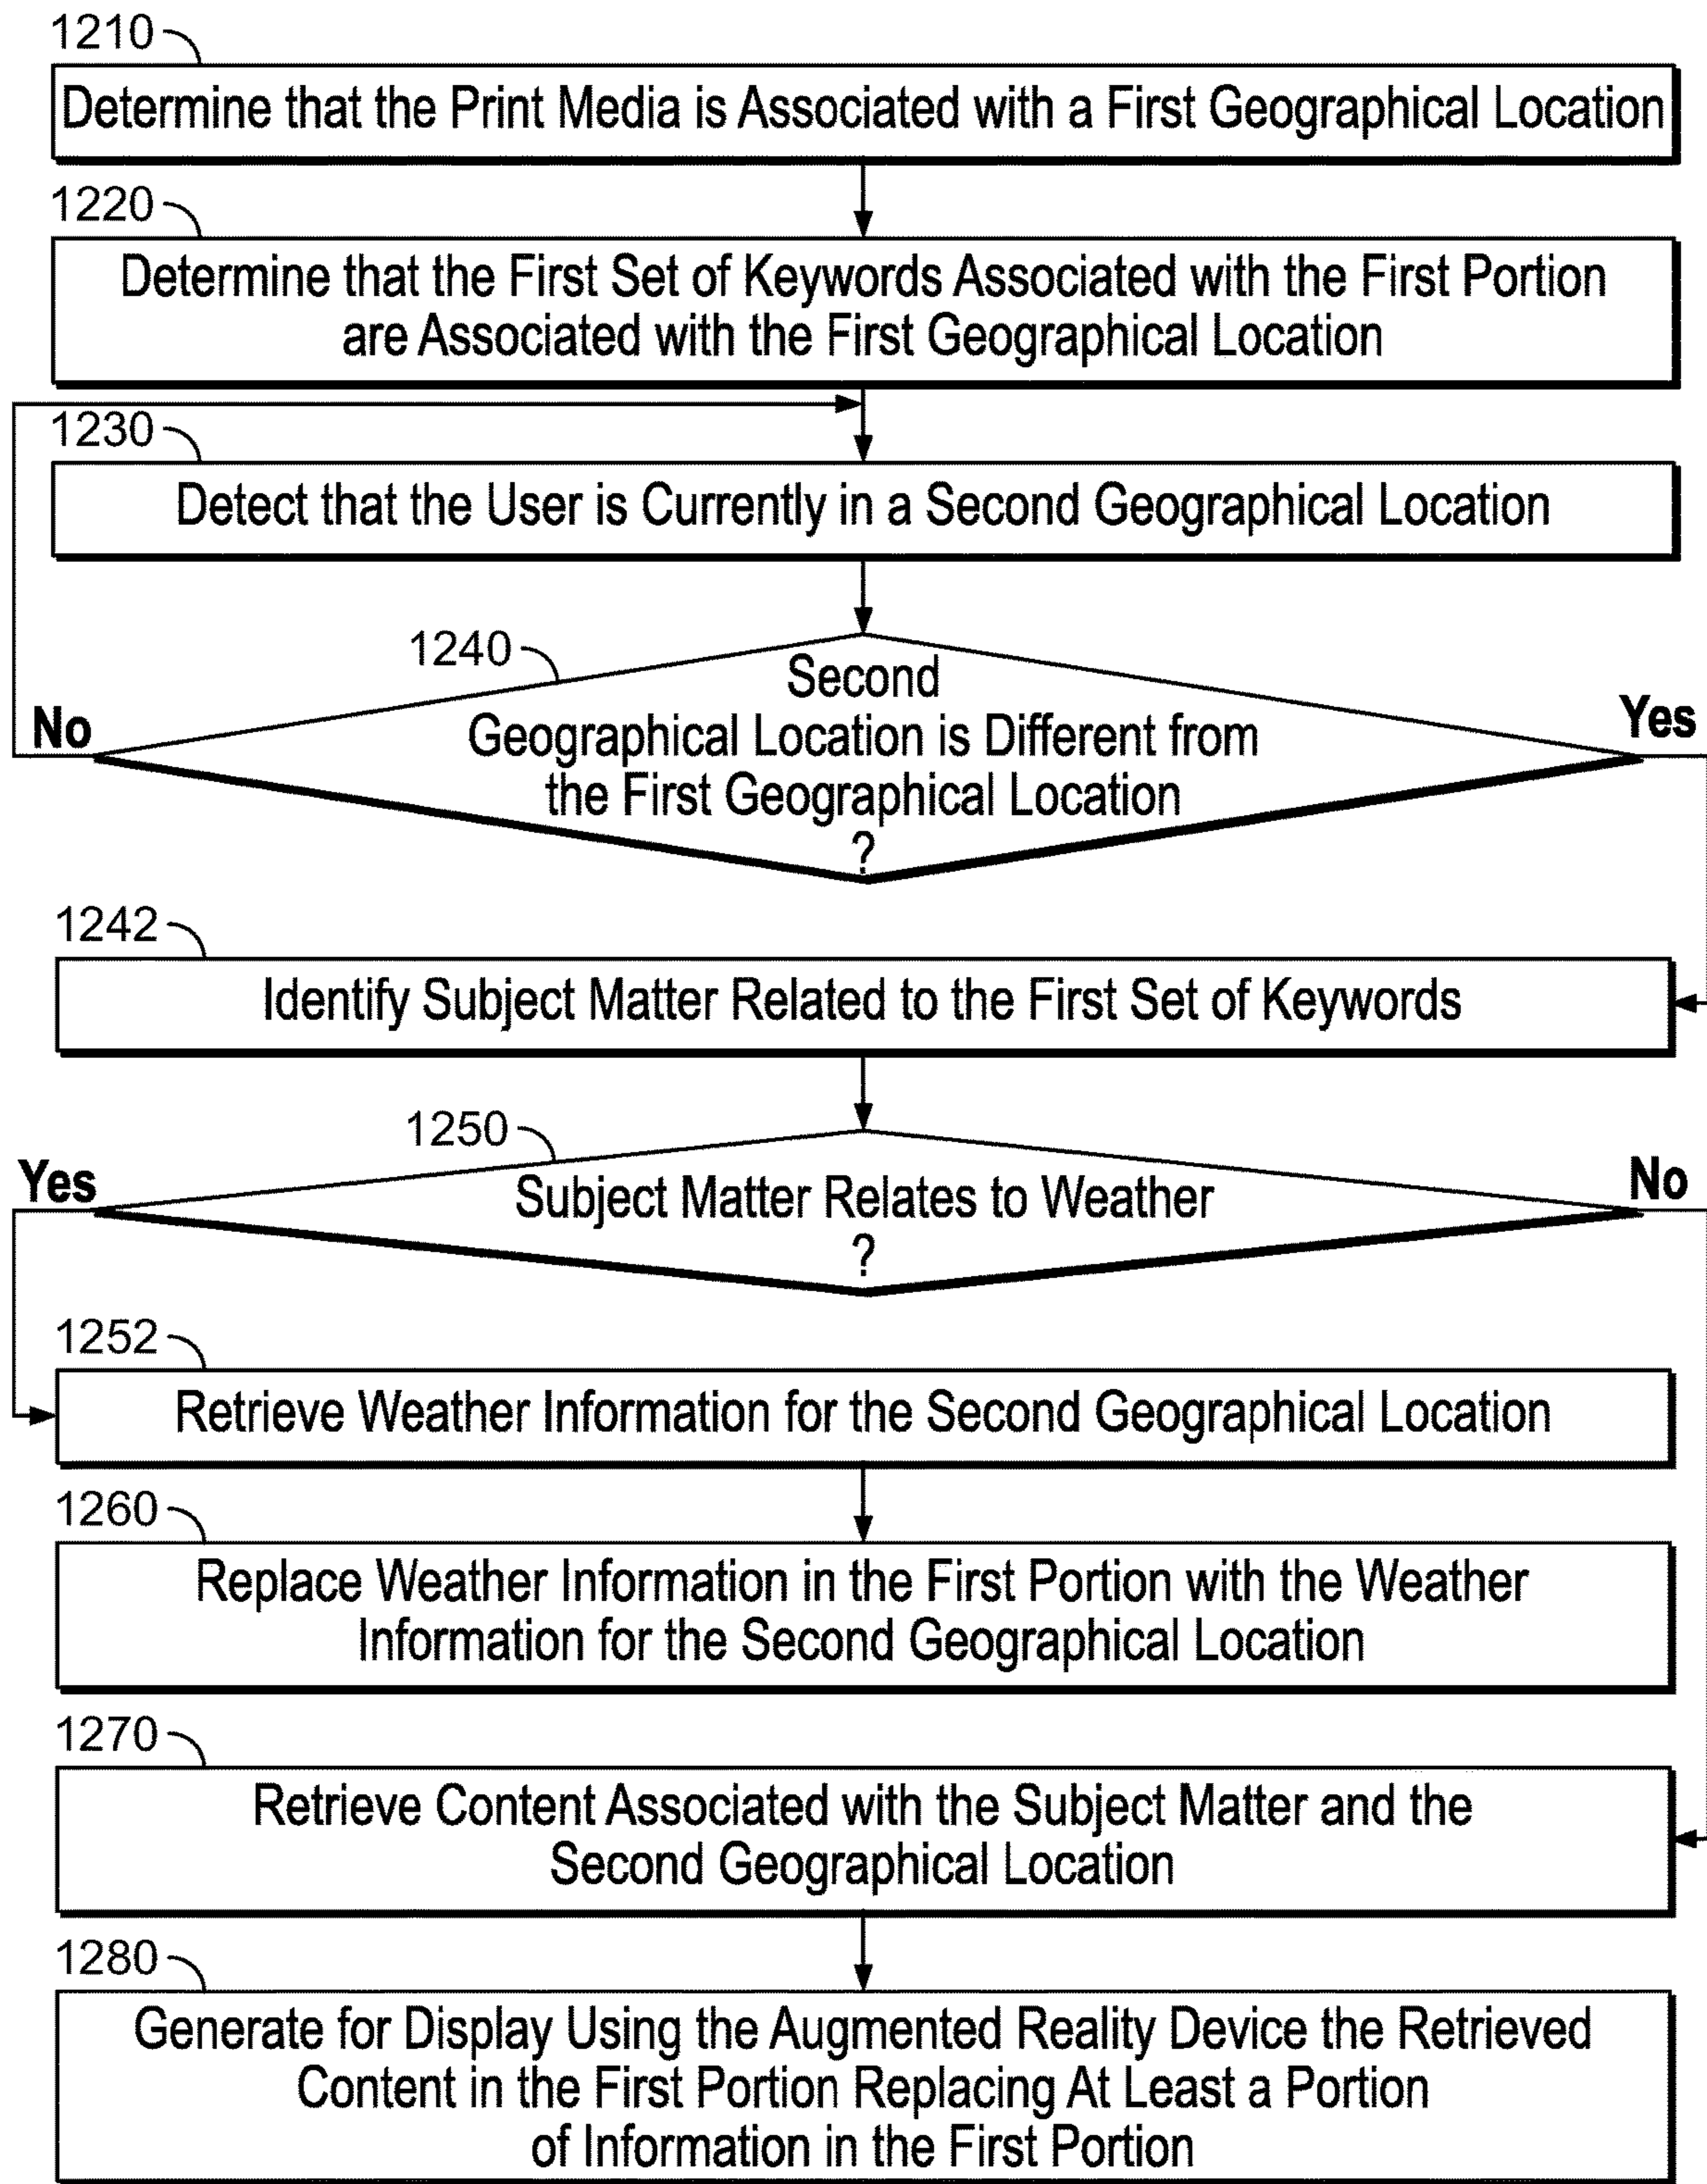 1210
Determine that the Print Media is Associated with a First Geographical Location
1220
Determine that the First Set of Keywords Associated with the First Portion
are Associated with the First Geographical Location
1230
Detect that the User is Currently in a Second Geographical Location
1240
Second
Geographical Location is Different from
the First Geographical Location
?
No
Yes
1242
Identify Subject Matter Related to the First Set of Keywords
1250
Subject Matter Relates to Weather
?
Yes
No
1252
Retrieve Weather Information for the Second Geographical Location
1260
Replace Weather Information in the First Portion with the Weather
Information for the Second Geographical Location
1270
Retrieve Content Associated with the Subject Matter and the
Second Geographical Location
1280
Generate for Display Using the Augmented Reality Device the Retrieved
Content in the First Portion Replacing At Least a Portion
of Information in the First Portion